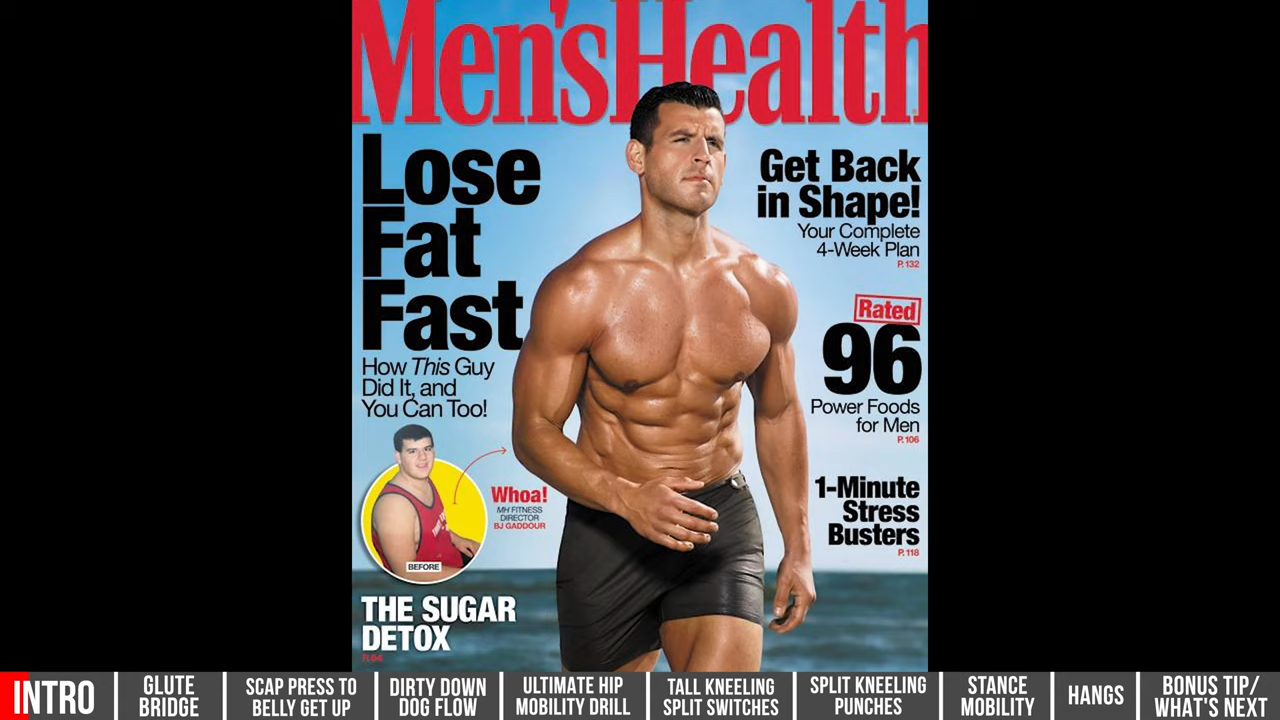 Men'sHealth
Lose
Fat
Fast
How This Guy
Did It, and
You Can Too!
Whoa!
MH FITNESS
DIRECTOR
BJ GADDOUR
BEFORE
THE SUGAR
DETOX
P.64
Get Back
in Shape!
Your Complete
4-Week Plan
P.132
Rated
96
Power Foods
for Men
P.106
1-Minute
Stress
Busters
P.118
INTRO
GLUTE
BRIDGE
SCAP PRESS TO
BELLY GET UP
DIRTY DOWN
DOG FLOW
ULTIMATE HIP
MOBILITY DRILL
TALL KNEELING
SPLIT SWITCHES
SPLIT KNEELING
PUNCHES
STANCE
MOBILITY
HANGS
BONUS TIP/
WHAT'S NEXT